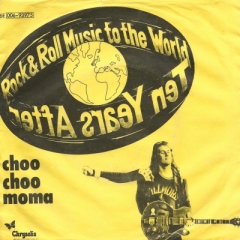 Rock & Roll Music to the World
Ten Years After
choo
choo
moma
Chrysalis